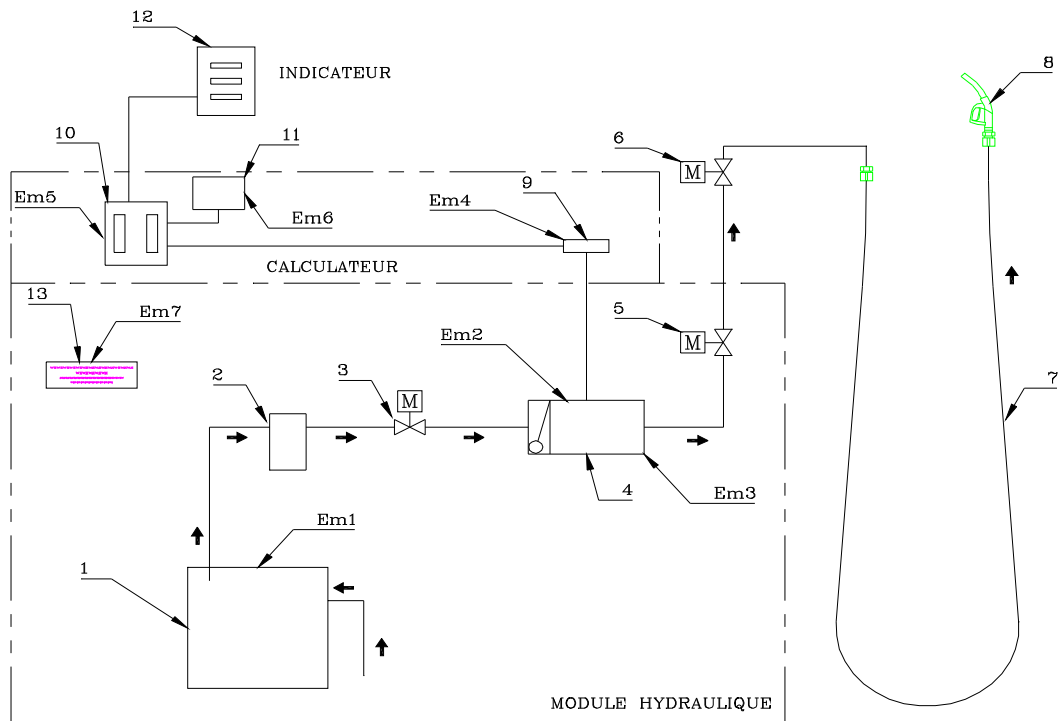 12
INDICATEUR
8
10
11
6
9
Em5
Em4
Em6
M
CALCULATEUR
13
Em7
5
Em2
M
2
3
7
M
4
Em3
Em1
1
MODULE HYDRAULIQUE